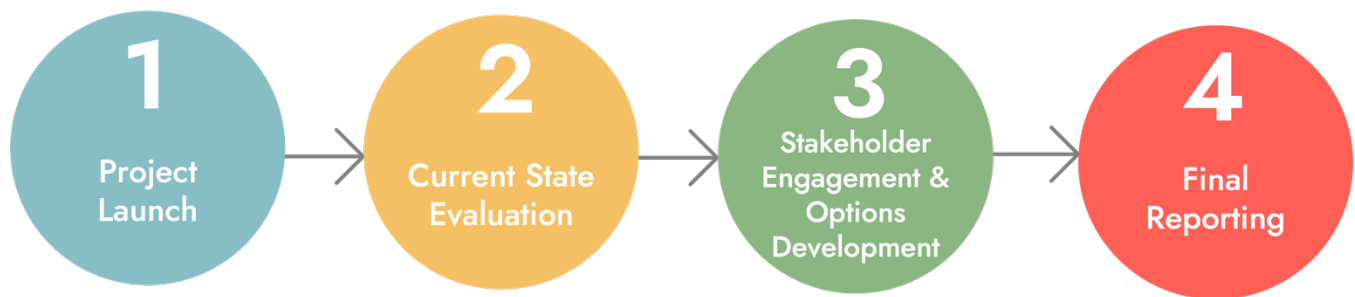 1
Project
Launch
2
Current State
Evaluation
3
Stakeholder
Engagement &
Options
Development
4
Final
Reporting